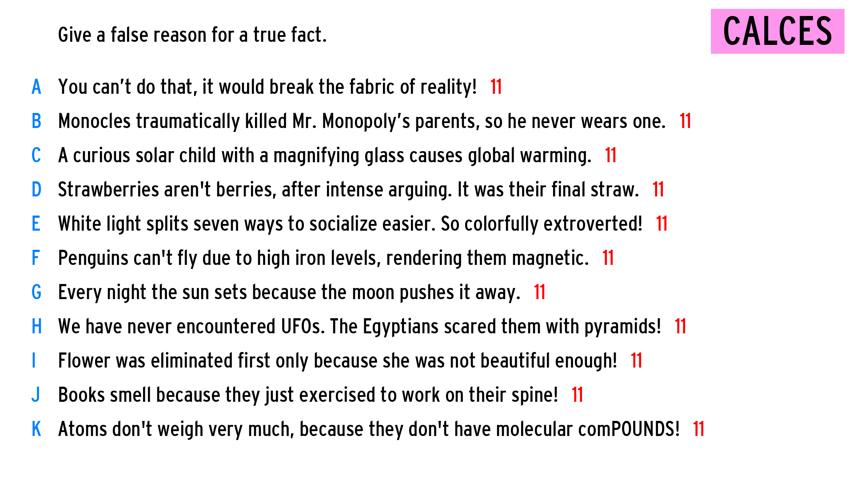 Give a false reason for a true fact.
CALCES
A You can't do that, it would break the fabric of reality! 11
B Monocles traumatically killed Mr. Monopoly's parents, so he never wears one. 11
C A curious solar child with a magnifying glass causes global warming. 11
D Strawberries aren't berries, after intense arguing. It was their final straw. 11
E White light splits seven ways to socialize easier. So colorfully extroverted! 11
F Penguins can't fly due to high iron levels, rendering them magnetic. 11
G Every night the sun sets because the moon pushes it away. 11
H We have never encountered UFOs. The Egyptians scared them with pyramids! 11
I Flower was eliminated first only because she was not beautiful enough! 11
J Books smell because they just exercised to work on their spine! 11
K Atoms don't weigh very much, because they don't have molecular comPOUNDS! 11